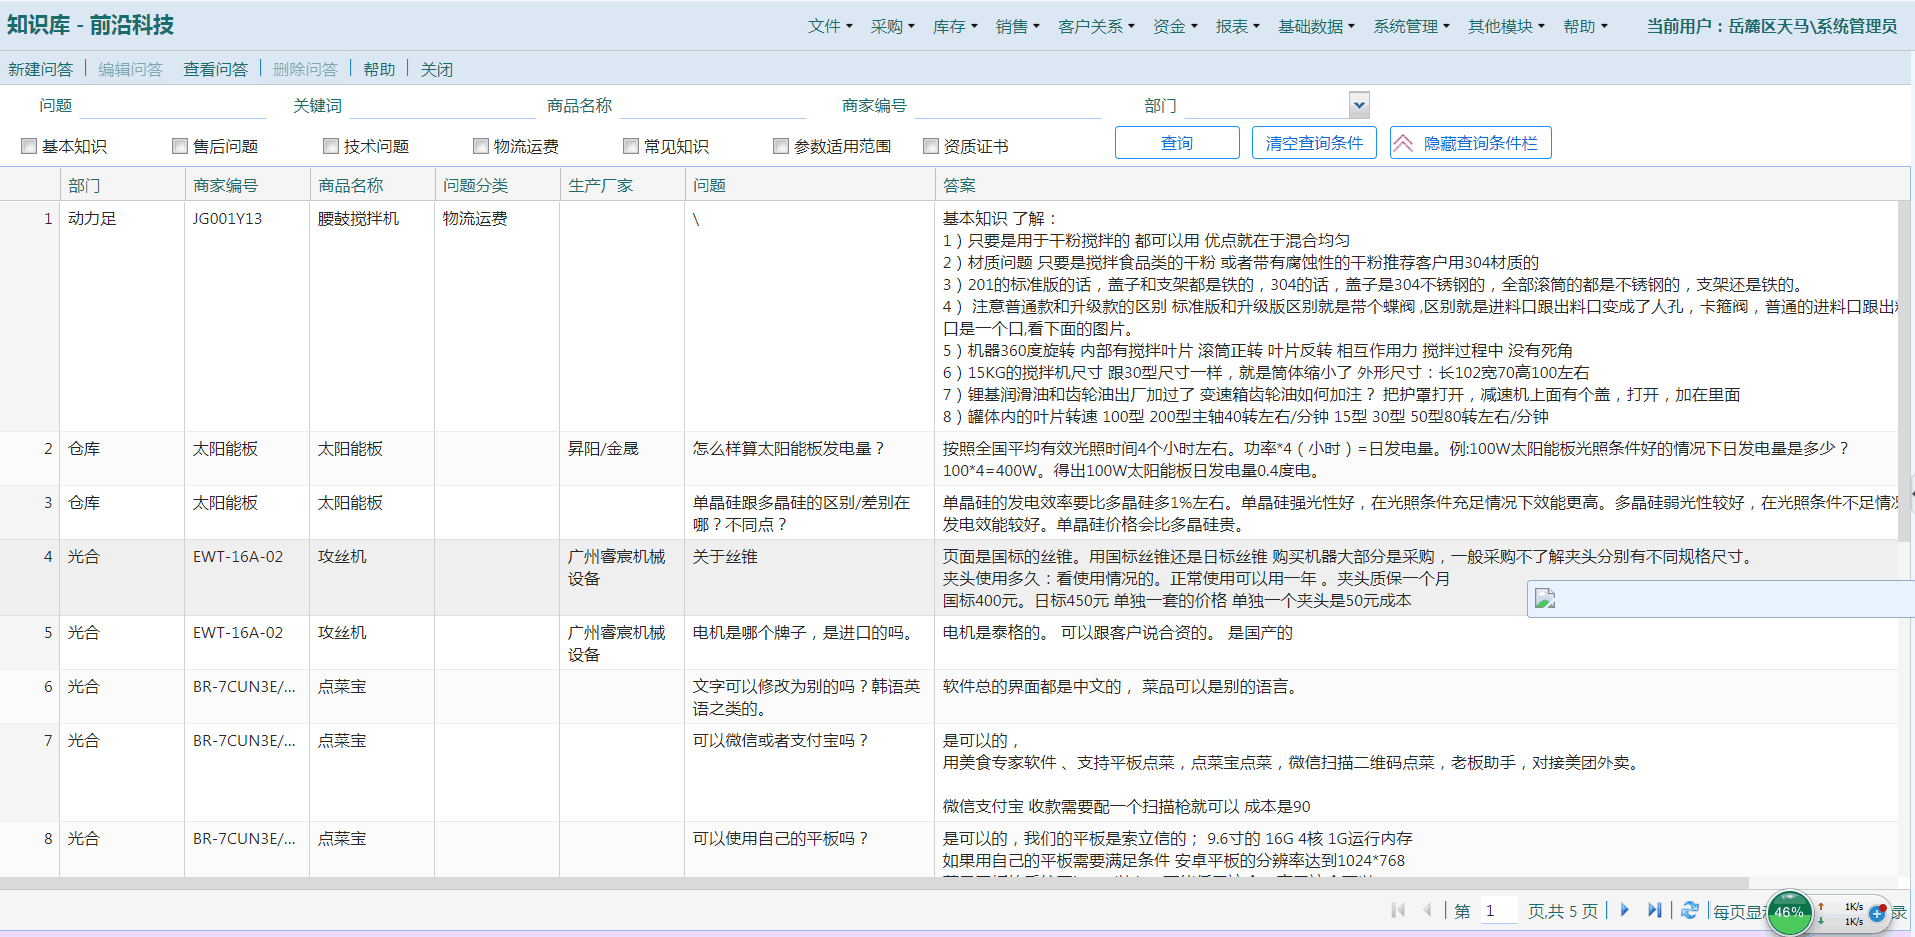 知识库 - 前沿科技
文件 采购 库存 销售 客户关系 资金 报表 基础数据 系统管理 其他模块 帮助 当前用户：岳麓区天马\系统管理员
新建问答 编辑问答 查看问答 删除问答 帮助 关闭
问题 关键词 商品名称 商家编号 部门
基本知识 售后问题 技术问题 物流运费 常见知识 参数适用范围 资质证书 查询 清空查询条件 隐藏查询条件栏
部门 商家编号 商品名称 问题分类 生产厂家 问题 答案
1 动力足 JG001Y13 腰鼓搅拌机 物流运费 \ 基本知识 了解：
1）只要是用于干粉搅拌的 都可以用 优点就在于混合均匀
2）材质问题 只要是搅拌食品类的干粉 或者带有腐蚀性的干粉推荐客户用304材质的
3）201的标准版的话，盖子和支架都是铁的，304的话，盖子是304不锈钢的，全部滚筒的都是不锈钢的，支架还是铁的。
4） 注意普通款和升级款的区别 标准版和升级版区别就是带个蝶阀 ,区别就是进料口跟出料口变成了人孔，卡箍阀，普通的进料口跟出料
口是一个口,看下面的图片。
5）机器360度旋转 内部有搅拌叶片 滚筒正转 叶片反转 相互作用力 搅拌过程中 没有死角
6）15KG的搅拌机尺寸 跟30型尺寸一样，就是筒体缩小了 外形尺寸：长102宽70高100左右
7）锂基润滑油和齿轮油出厂加过了 变速箱齿轮油如何加注？ 把护罩打开，减速机上面有个盖，打开，加在里面
8）罐体内的叶片转速 100型 200型主轴40转左右/分钟 15型 30型 50型80转左右/分钟
2 仓库 太阳能板 太阳能板 昇阳/金晟 怎么样算太阳能板发电量？ 按照全国平均有效光照时间4个小时左右。功率*4（小时）=日发电量。例:100W太阳能板光照条件好的情况下日发电量是多少？
100*4=400W。得出100W太阳能板日发电量0.4度电。
3 仓库 太阳能板 太阳能板 单晶硅跟多晶硅的区别/差别在 单晶硅的发电效率要比多晶硅多1%左右。单晶硅强光性好，在光照条件充足情况下效能更高。多晶硅弱光性较好，在光照条件不足情况
哪？不同点？ 发电效能较好。单晶硅价格会比多晶硅贵。
4 光合 EWT-16A-02 攻丝机 广州睿宸机械 关于丝锥 页面是国标的丝锥。用国标丝锥还是日标丝锥 购买机器大部分是采购，一般采购不了解夹头分别有不同规格尺寸。
设备 夹头使用多久：看使用情况的。正常使用可以用一年 。夹头质保一个月
国标400元。日标450元 单独一套的价格 单独一个夹头是50元成本
5 光合 EWT-16A-02 攻丝机 广州睿宸机械 电机是哪个牌子，是进口的吗。 电机是泰格的。 可以跟客户说合资的。 是国产的
设备
6 光合 BR-7CUN3E/... 点菜宝 文字可以修改为别的吗？韩语英 软件总的界面都是中文的， 菜品可以是别的语言。
语之类的。
7 光合 BR-7CUN3E/... 点菜宝 可以微信或者支付宝吗？ 是可以的，
用美食专家软件 、支持平板点菜，点菜宝点菜，微信扫描二维码点菜，老板助手，对接美团外卖。
微信支付宝 收款需要配一个扫描枪就可以 成本是90
8 光合 BR-7CUN3E/... 点菜宝 可以使用自己的平板吗？ 是可以的，我们的平板是索立信的； 9.6寸的 16G 4核 1G运行内存
如果用自己的平板需要满足条件 安卓平板的分辨率达到1024*768
第 1 页,共 5 页 每页显 录
46% 1K/s
1K/s